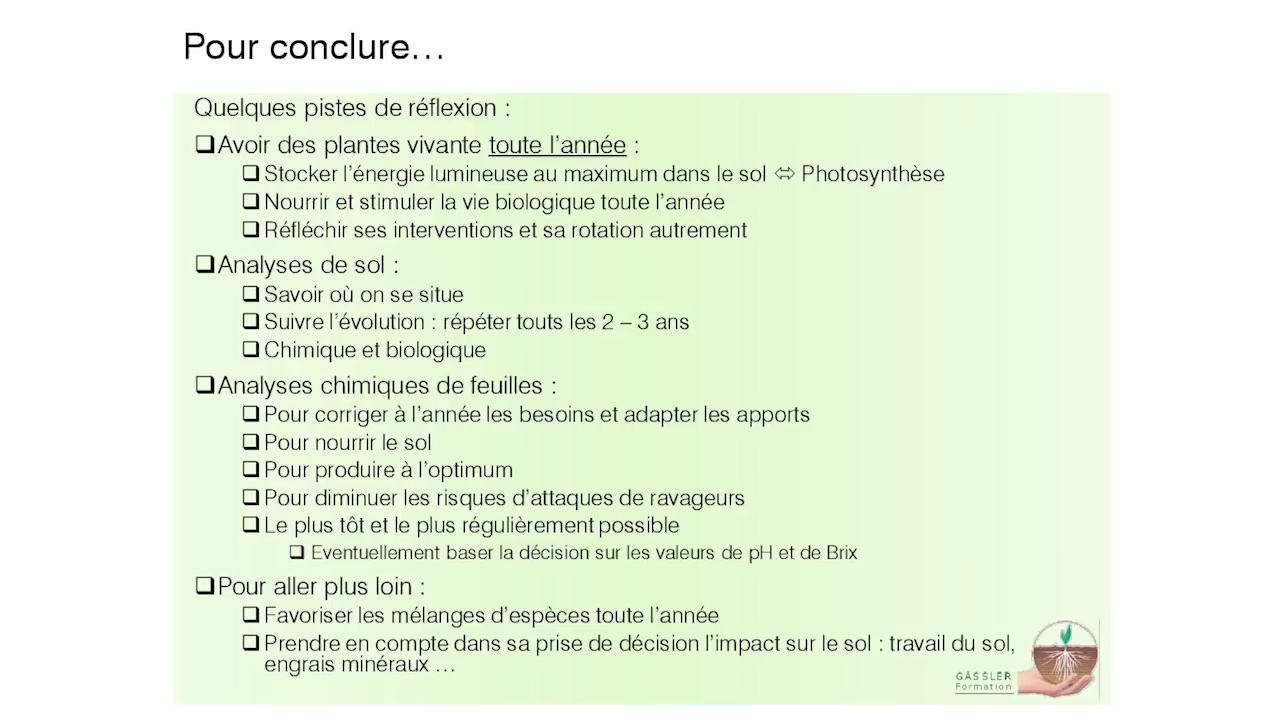 Pour conclure…
Quelques pistes de réflexion :
❑Avoir des plantes vivante toute l’année :
❑Stocker l’énergie lumineuse au maximum dans le sol ⬄ Photosynthèse
❑Nourrir et stimuler la vie biologique toute l’année
❑Réfléchir ses interventions et sa rotation autrement
❑Analyses de sol :
❑Savoir où on se situe
❑Suivre l’évolution : répéter touts les 2 – 3 ans
❑Chimique et biologique
❑Analyses chimiques de feuilles :
❑Pour corriger à l’année les besoins et adapter les apports
❑Pour nourrir le sol
❑Pour produire à l’optimum
❑Pour diminuer les risques d’attaques de ravageurs
❑Le plus tôt et le plus régulièrement possible
❑ Eventuellement baser la décision sur les valeurs de pH et de Brix
❑Pour aller plus loin :
❑Favoriser les mélanges d’espèces toute l’année
❑Prendre en compte dans sa prise de décision l’impact sur le sol : travail du sol,
engrais minéraux …
GÄSSLER
Formation